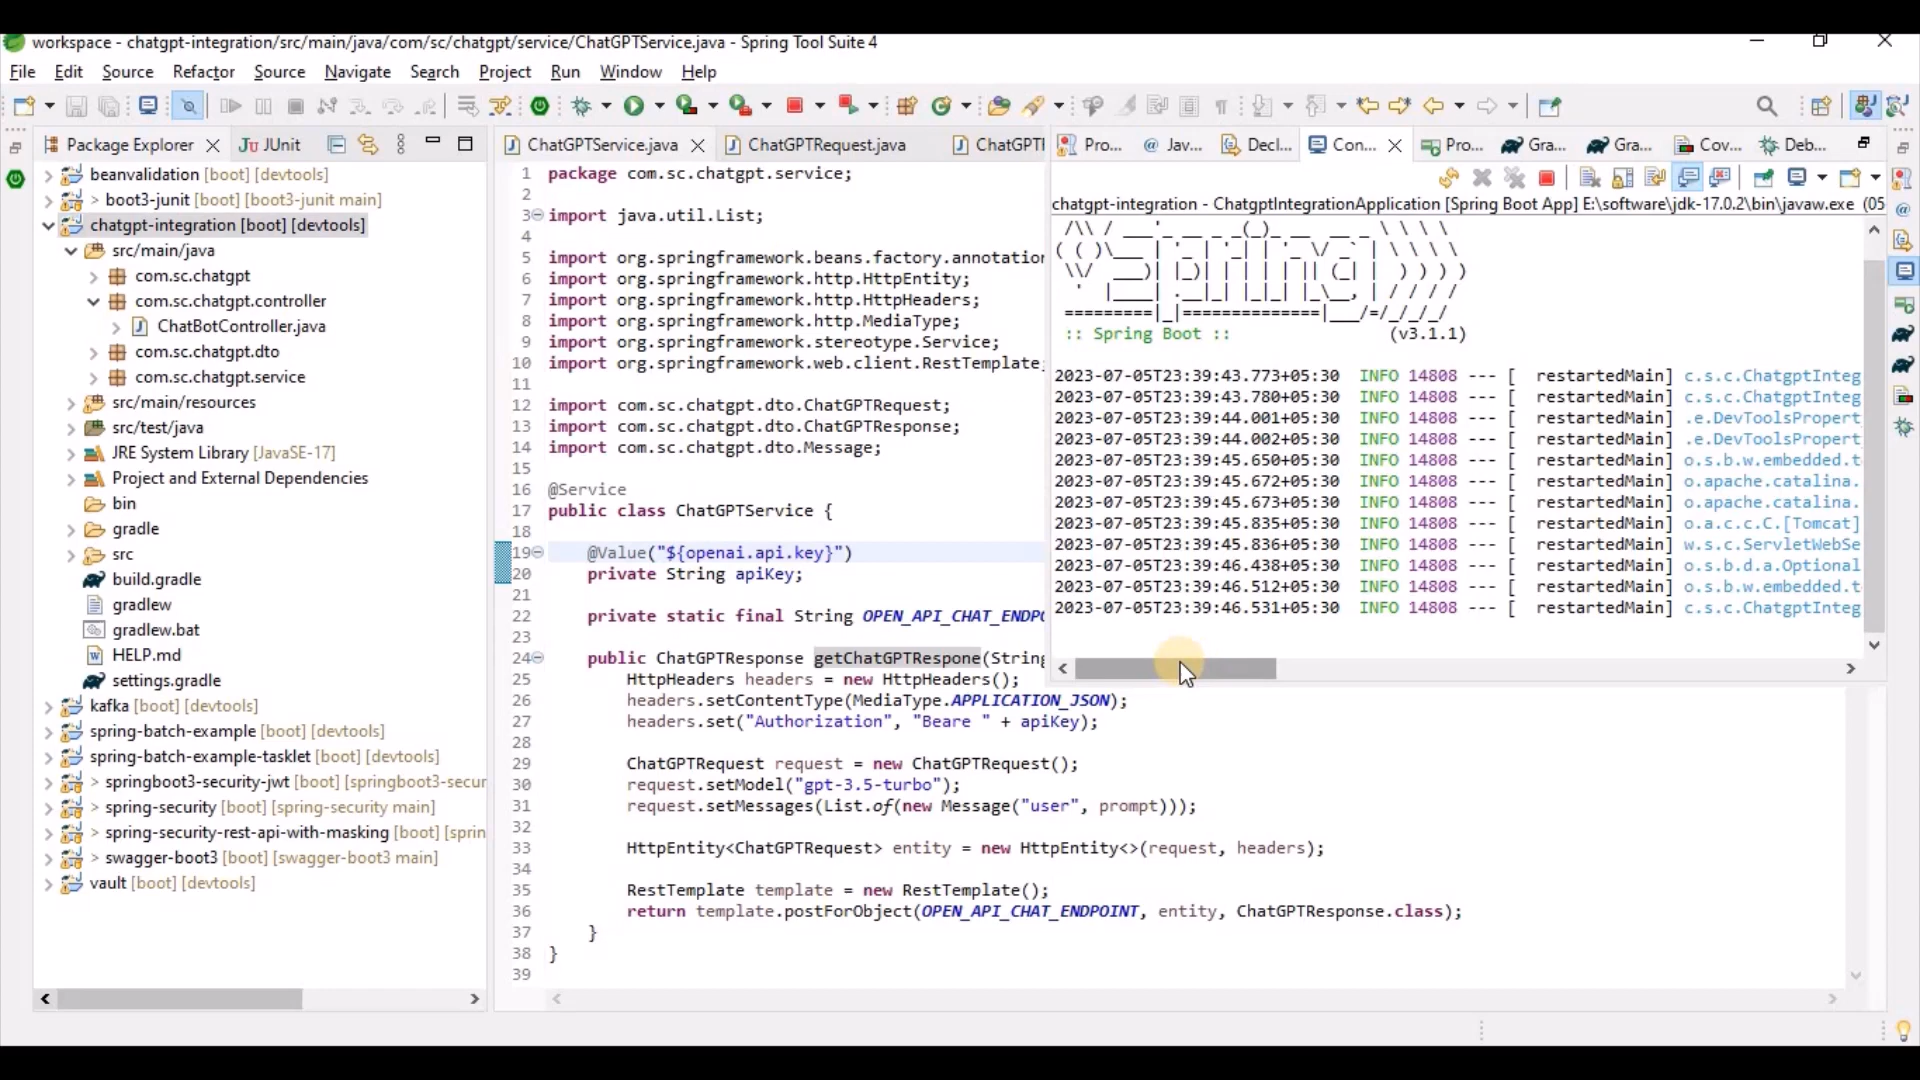 workspace - chatgpt-integration/src/main/java/com/sc/chatgpt/service/ChatGPTService.java - Spring Tool Suite 4
File Edit Source Refactor Source Navigate Search Project Run Window Help
Package Explorer
JUnit
beanvalidation [boot] [devtools]
> boot3-junit [boot] [boot3-junit main]
chatgpt-integration [boot] [devtools]
src/main/java
com.sc.chatgpt
com.sc.chatgpt.controller
ChatBotController.java
com.sc.chatgpt.dto
com.sc.chatgpt.service
src/main/resources
src/test/java
JRE System Library [JavaSE-17]
Project and External Dependencies
bin
gradle
src
build.gradle
gradlew
gradlew.bat
HELP.md
settings.gradle
kafka [boot] [devtools]
spring-batch-example [boot] [devtools]
spring-batch-example-tasklet [boot] [devtools]
> springboot3-security-jwt [boot] [springboot3-secur
> spring-security [boot] [spring-security main]
> spring-security-rest-api-with-masking [boot] [sprin
> swagger-boot3 [boot] [swagger-boot3 main]
vault [boot] [devtools]
ChatGPTService.java ChatGPTRequest.java ChatGPT
1 package com.sc.chatgpt.service;
2
3 import java.util.List;
4
5 import org.springframework.beans.factory.annotation
6 import org.springframework.http.HttpEntity;
7 import org.springframework.http.HttpHeaders;
8 import org.springframework.http.MediaType;
9 import org.springframework.stereotype.Service;
10 import org.springframework.web.client.RestTemplate;
11
12 import com.sc.chatgpt.dto.ChatGPTRequest;
13 import com.sc.chatgpt.dto.ChatGPTResponse;
14 import com.sc.chatgpt.dto.Message;
15
16 @Service
17 public class ChatGPTService {
18
19 @Value("${openai.api.key}")
20 private String apiKey;
21
22 private static final String OPEN_API_CHAT_ENDPO
23
24 public ChatGPTResponse getChatGPTRespone(String
25 HttpHeaders headers = new HttpHeaders();
26 headers.setContentType(MediaType.APPLICATION_JSON);
27 headers.set("Authorization", "Beare " + apiKey);
28
29 ChatGPTRequest request = new ChatGPTRequest();
30 request.setModel("gpt-3.5-turbo");
31 request.setMessages(List.of(new Message("user", prompt)));
32
33 HttpEntity<ChatGPTRequest> entity = new HttpEntity<>(request, headers);
34
35 RestTemplate template = new RestTemplate();
36 return template.postForObject(OPEN_API_CHAT_ENDPOINT, entity, ChatGPTResponse.class);
37 }
38 }
39
Pro... Jav... Decl... Con... Pro... Gra... Gra... Cov... Deb...
chatgpt-integration - ChatgptIntegrationApplication [Spring Boot App] E:\software\jdk-17.0.2\bin\javaw.exe (05
Spring
:: Spring Boot :: (v3.1.1)
2023-07-05T23:39:43.773+05:30 INFO 14808 --- [ restartedMain] c.s.c.ChatgptInteg
2023-07-05T23:39:43.780+05:30 INFO 14808 --- [ restartedMain] c.s.c.ChatgptInteg
2023-07-05T23:39:44.001+05:30 INFO 14808 --- [ restartedMain] .e.DevToolsPropert
2023-07-05T23:39:44.002+05:30 INFO 14808 --- [ restartedMain] .e.DevToolsPropert
2023-07-05T23:39:45.650+05:30 INFO 14808 --- [ restartedMain] o.s.b.w.embedded.t
2023-07-05T23:39:45.672+05:30 INFO 14808 --- [ restartedMain] o.apache.catalina.
2023-07-05T23:39:45.673+05:30 INFO 14808 --- [ restartedMain] o.apache.catalina.
2023-07-05T23:39:45.835+05:30 INFO 14808 --- [ restartedMain] o.a.c.c.C.[Tomcat]
2023-07-05T23:39:45.836+05:30 INFO 14808 --- [ restartedMain] w.s.c.ServletWebSe
2023-07-05T23:39:46.438+05:30 INFO 14808 --- [ restartedMain] o.s.b.d.a.Optional
2023-07-05T23:39:46.512+05:30 INFO 14808 --- [ restartedMain] o.s.b.w.embedded.t
2023-07-05T23:39:46.531+05:30 INFO 14808 --- [ restartedMain] c.s.c.ChatgptInteg